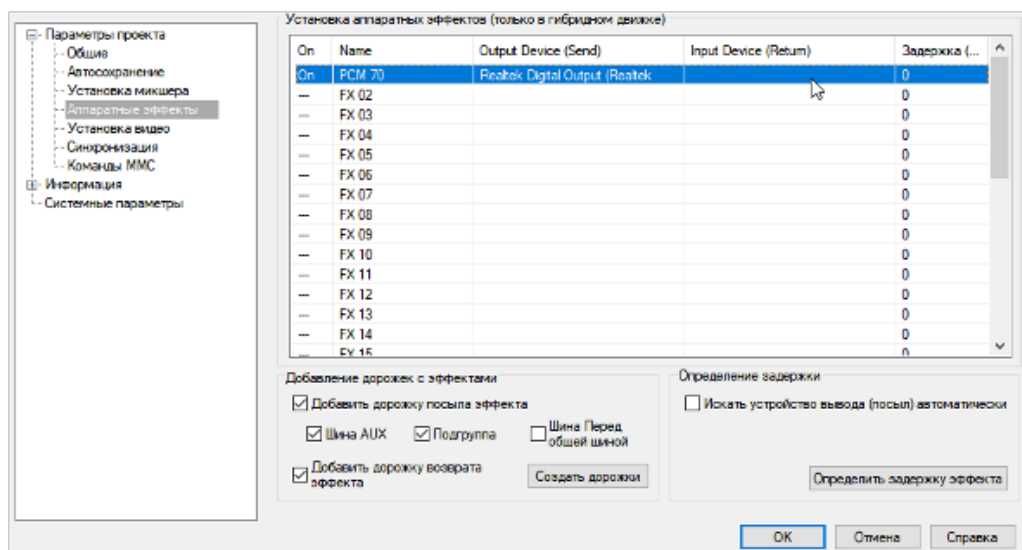 Параметры проекта
Общие
Автосохранение
Установка микшера
Аппаратные эффекты
Установка видео
Синхронизация
Команды MMC
Информация
Системные параметры
Установка аппаратных эффектов (только в гибридном движке)
On Name Output Device (Send) Input Device (Return) Задержка (...
On PCM 70 Realtek Digital Output (Realtek 0
--- FX 02 0
--- FX 03 0
--- FX 04 0
--- FX 05 0
--- FX 06 0
--- FX 07 0
--- FX 08 0
--- FX 09 0
--- FX 10 0
--- FX 11 0
--- FX 12 0
--- FX 13 0
--- FX 14 0
--- FX 15 0
Добавление дорожек с эффектами
Добавить дорожку посыла эффекта
Шина AUX Подгруппа Шина Перед
общей шиной
Добавить дорожку возврата
эффекта
Создать дорожки
Определение задержки
Искать устройство вывода (посыл) автоматически
Определить задержку эффекта
OK Отмена Справка